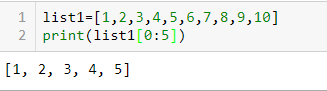 1 list1=[1,2,3,4,5,6,7,8,9,10]
2 print(list1[0:5])
[1, 2, 3, 4, 5]